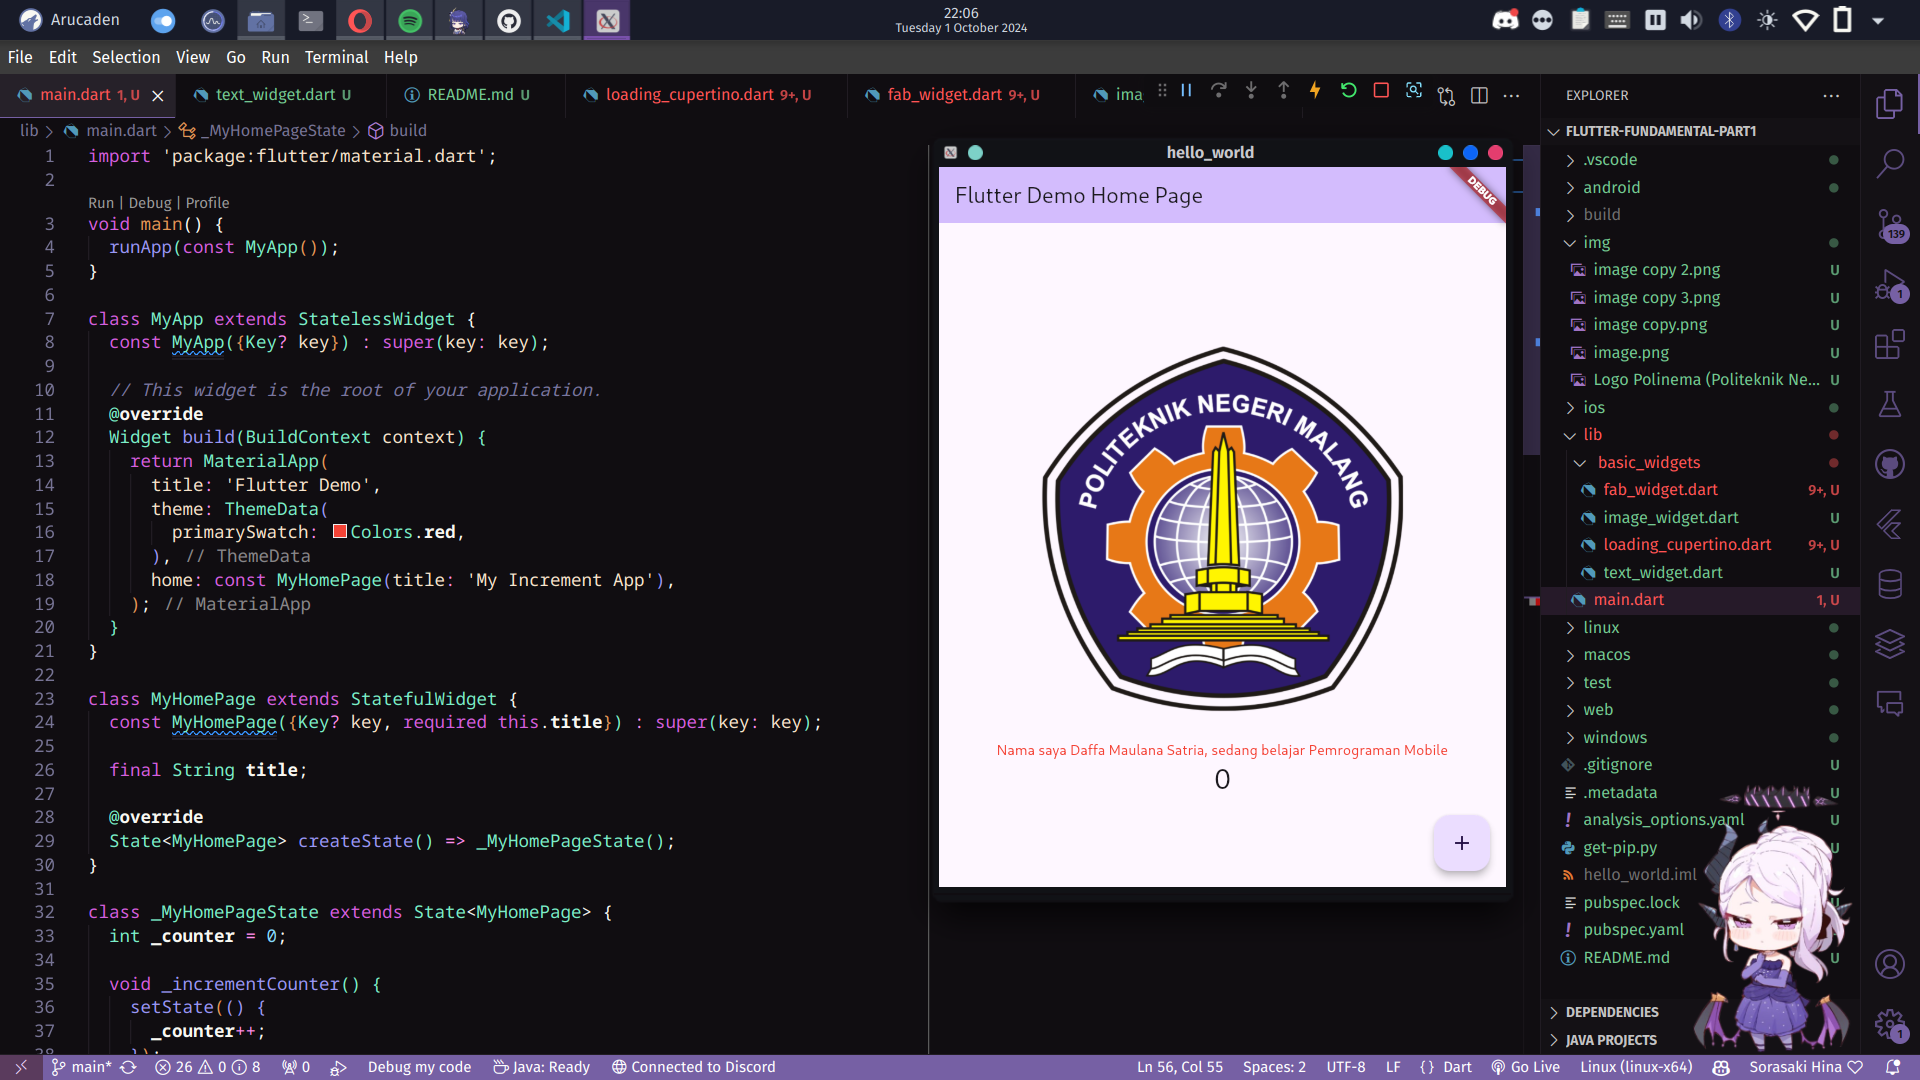 Arucaden
22:06
Tuesday 1 October 2024
File Edit Selection View Go Run Terminal Help
main.dart 1, U
text_widget.dart U
README.md U
loading_cupertino.dart 9+, U
fab_widget.dart 9+, U
ima
lib > main.dart > _MyHomePageState > build
1 import 'package:flutter/material.dart';
2
Run | Debug | Profile
3 void main() {
4 runApp(const MyApp());
5 }
6
7 class MyApp extends StatelessWidget {
8 const MyApp({Key? key}) : super(key: key);
9
10 // This widget is the root of your application.
11 @override
12 Widget build(BuildContext context) {
13 return MaterialApp(
14 title: 'Flutter Demo',
15 theme: ThemeData(
16 primarySwatch: Colors.red,
17 ), // ThemeData
18 home: const MyHomePage(title: 'My Increment App'),
19 ); // MaterialApp
20 }
21 }
22
23 class MyHomePage extends StatefulWidget {
24 const MyHomePage({Key? key, required this.title}) : super(key: key);
25
26 final String title;
27
28 @override
29 State<MyHomePage> createState() => _MyHomePageState();
30 }
31
32 class _MyHomePageState extends State<MyHomePage> {
33 int _counter = 0;
34
35 void _incrementCounter() {
36 setState(() {
37 _counter++;
38 });
hello_world
Flutter Demo Home Page
DEBUG
POLITEKNIK NEGERI MALANG
Nama saya Daffa Maulana Satria, sedang belajar Pemrograman Mobile
0
+
EXPLORER
FLUTTER-FUNDAMENTAL-PART1
.vscode
android
build
img
image copy 2.png U
image copy 3.png U
image copy.png U
image.png U
Logo Polinema (Politeknik Ne... U
ios
lib
basic_widgets
fab_widget.dart 9+, U
image_widget.dart U
loading_cupertino.dart 9+, U
text_widget.dart U
main.dart 1, U
linux
macos
test
web
windows
.gitignore U
.metadata U
analysis_options.yaml U
get-pip.py U
hello_world.iml
pubspec.lock U
pubspec.yaml
README.md U
DEPENDENCIES
JAVA PROJECTS
139
1
1
main* 26 0 8 0 Debug my code Java: Ready Connected to Discord
Ln 56, Col 55 Spaces: 2 UTF-8 LF {} Dart Go Live Linux (linux-x64) Sorasaki Hina